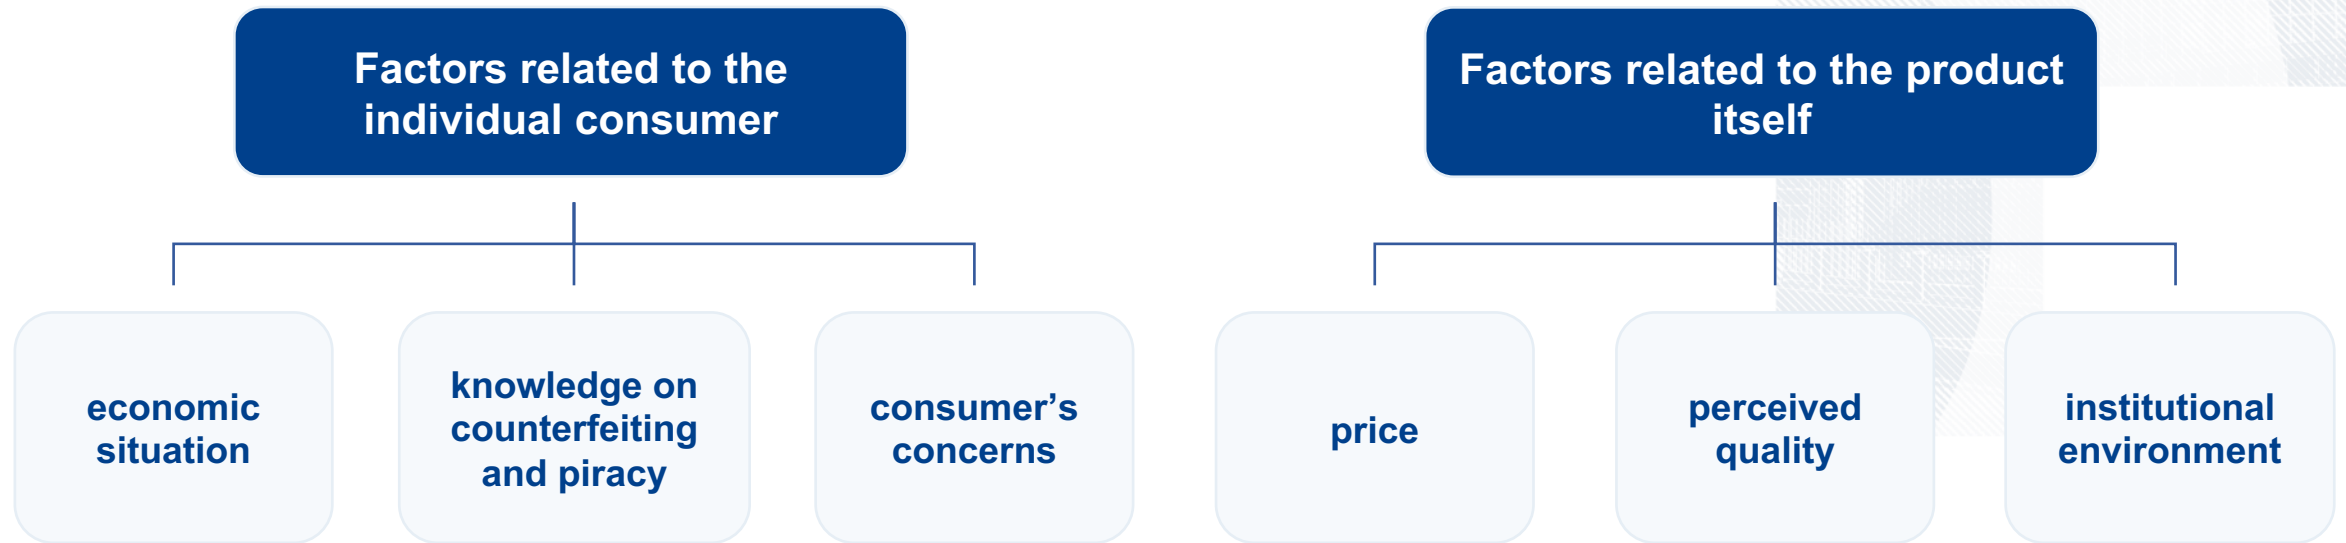 Factors related to the
individual consumer
Factors related to the product
itself
economic
situation
knowledge on
counterfeiting
and piracy
consumer’s
concerns
price
perceived
quality
institutional
environment